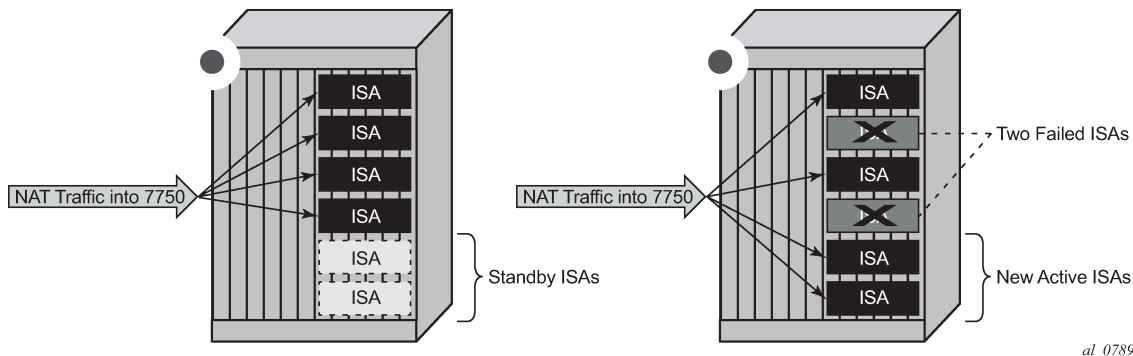 ISA
ISA
ISA
ISA
ISA
ISA
NAT Traffic into 7750
Standby ISAs
ISA
ISA
ISA
ISA
NAT Traffic into 7750
Two Failed ISAs
New Active ISAs
al_0789